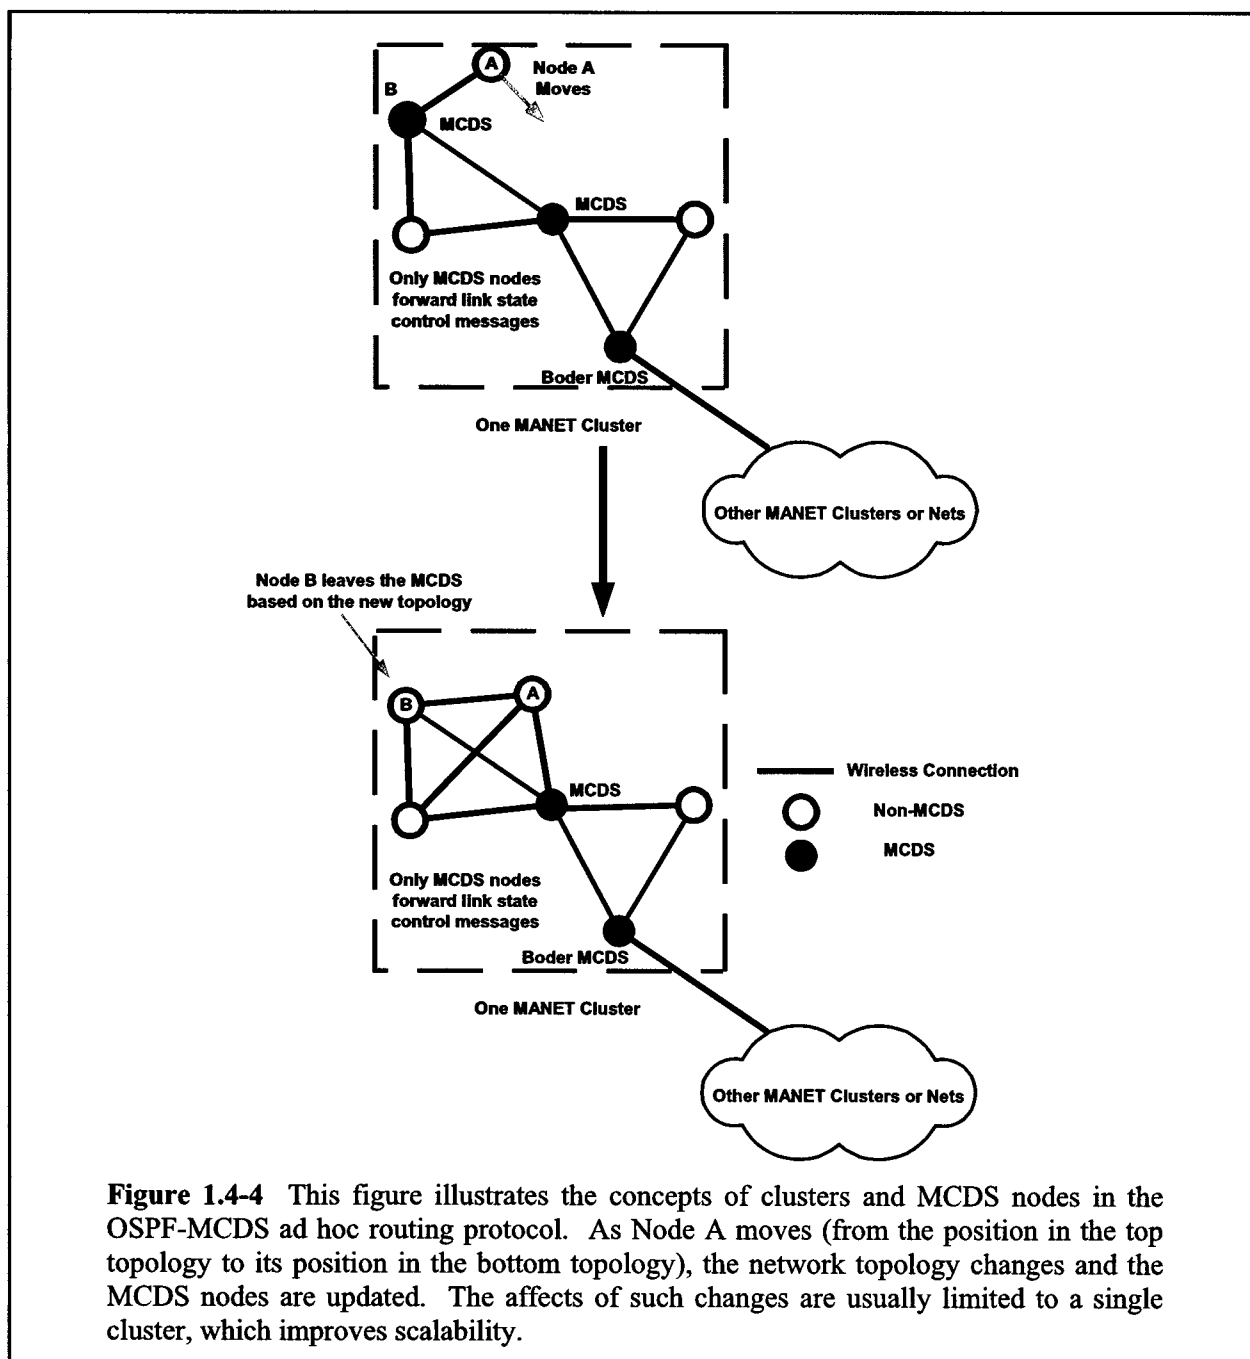 A
Node A
Moves
B
MCDS
MCDS
Only MCDS nodes
forward link state
control messages
Boder MCDS
One MANET Cluster
Other MANET Clusters or Nets
Node B leaves the MCDS
based on the new topology
B
A
MCDS
Wireless Connection
Non-MCDS
MCDS
Only MCDS nodes
forward link state
control messages
Boder MCDS
One MANET Cluster
Other MANET Clusters or Nets
Figure 1.4-4 This figure illustrates the concepts of clusters and MCDS nodes in the
OSPF-MCDS ad hoc routing protocol. As Node A moves (from the position in the top
topology to its position in the bottom topology), the network topology changes and the
MCDS nodes are updated. The affects of such changes are usually limited to a single
cluster, which improves scalability.